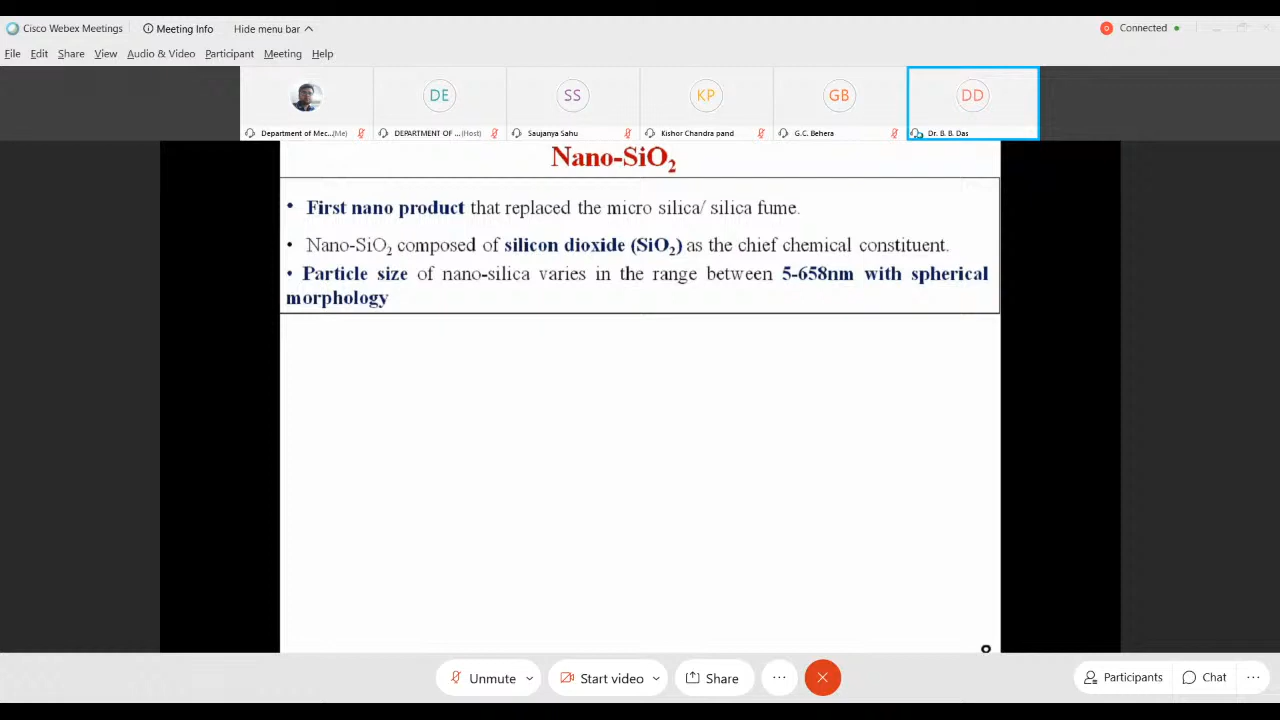 Cisco Webex Meetings Meeting Info Hide menu bar Connected
File Edit Share View Audio & Video Participant Meeting Help
DE SS KP GB DD
Department of Mec... (Me) DEPARTMENT OF ... (Host) Saujanya Sahu Kishor Chandra pand G.C. Behera Dr. B. B. Das
Nano-SiO₂
• First nano product that replaced the micro silica/ silica fume.
• Nano-SiO₂ composed of silicon dioxide (SiO₂) as the chief chemical constituent.
• Particle size of nano-silica varies in the range between 5-658nm with spherical
morphology
8
Unmute Start video Share ... Participants Chat ...